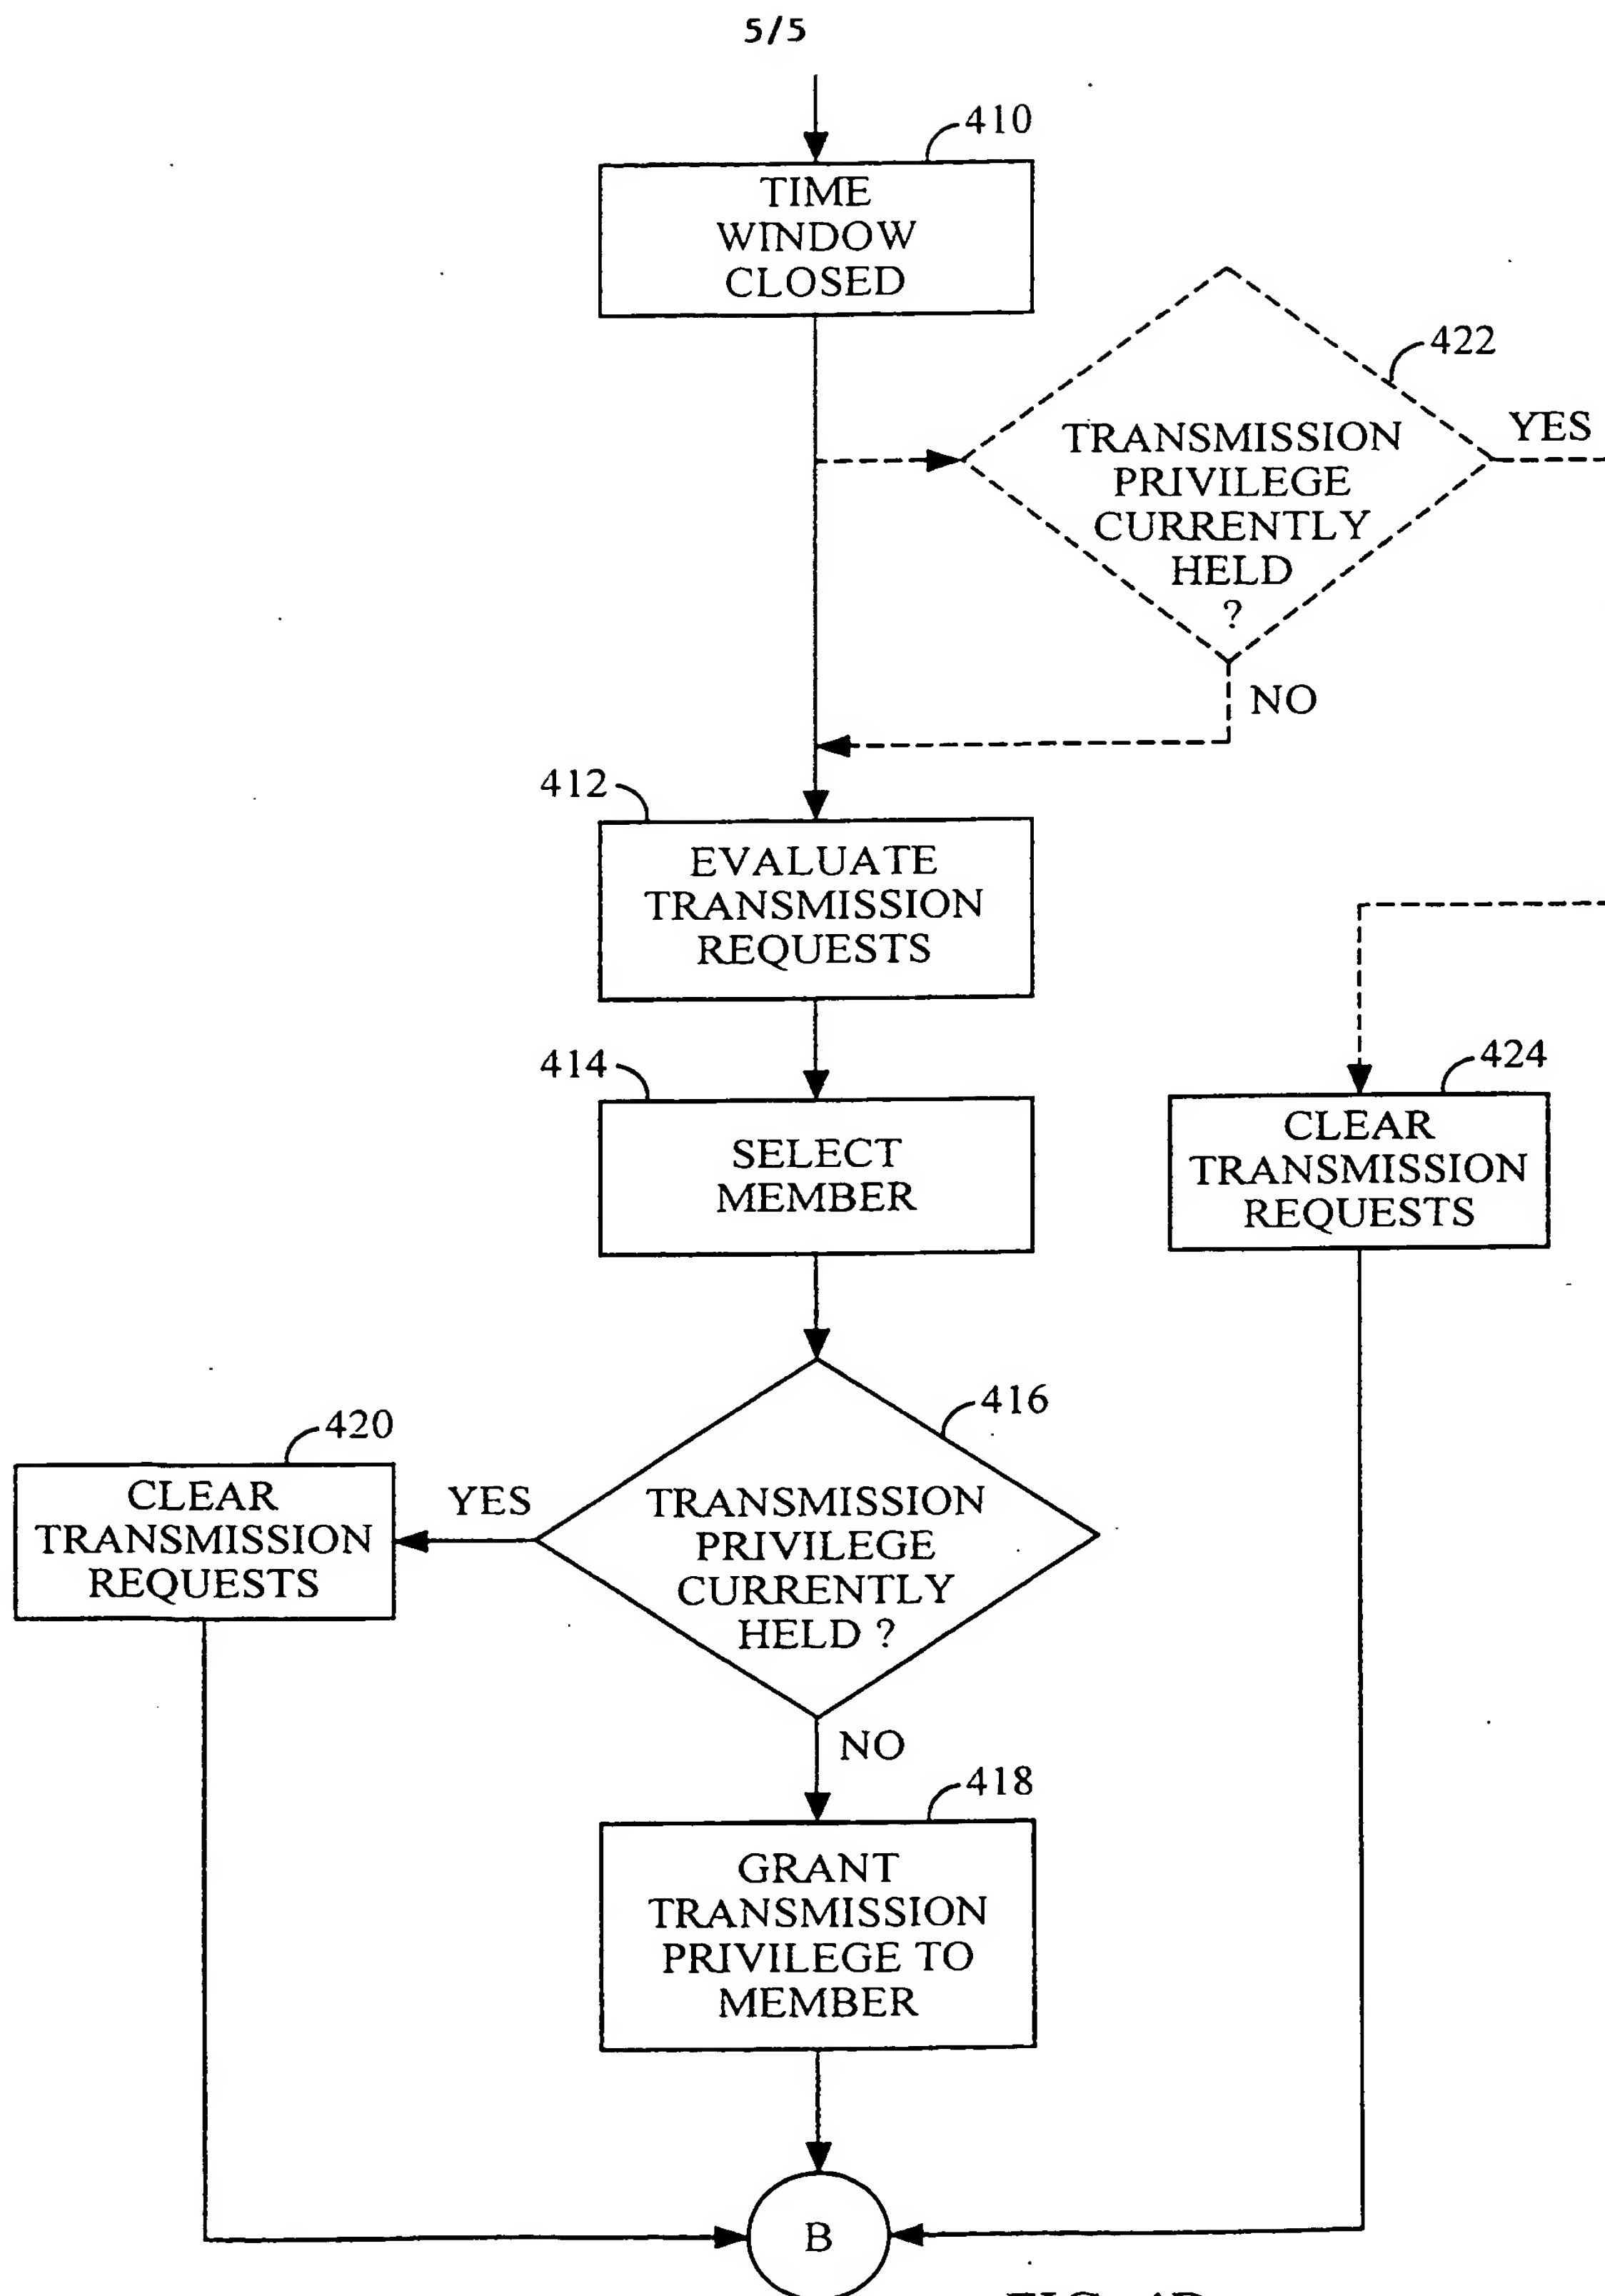 5/5
410
TIME
WINDOW
CLOSED
422
TRANSMISSION
PRIVILEGE
CURRENTLY
HELD
?
YES
NO
412
EVALUATE
TRANSMISSION
REQUESTS
414
SELECT
MEMBER
424
CLEAR
TRANSMISSION
REQUESTS
416
TRANSMISSION
PRIVILEGE
CURRENTLY
HELD ?
YES
420
CLEAR
TRANSMISSION
REQUESTS
NO
418
GRANT
TRANSMISSION
PRIVILEGE TO
MEMBER
B